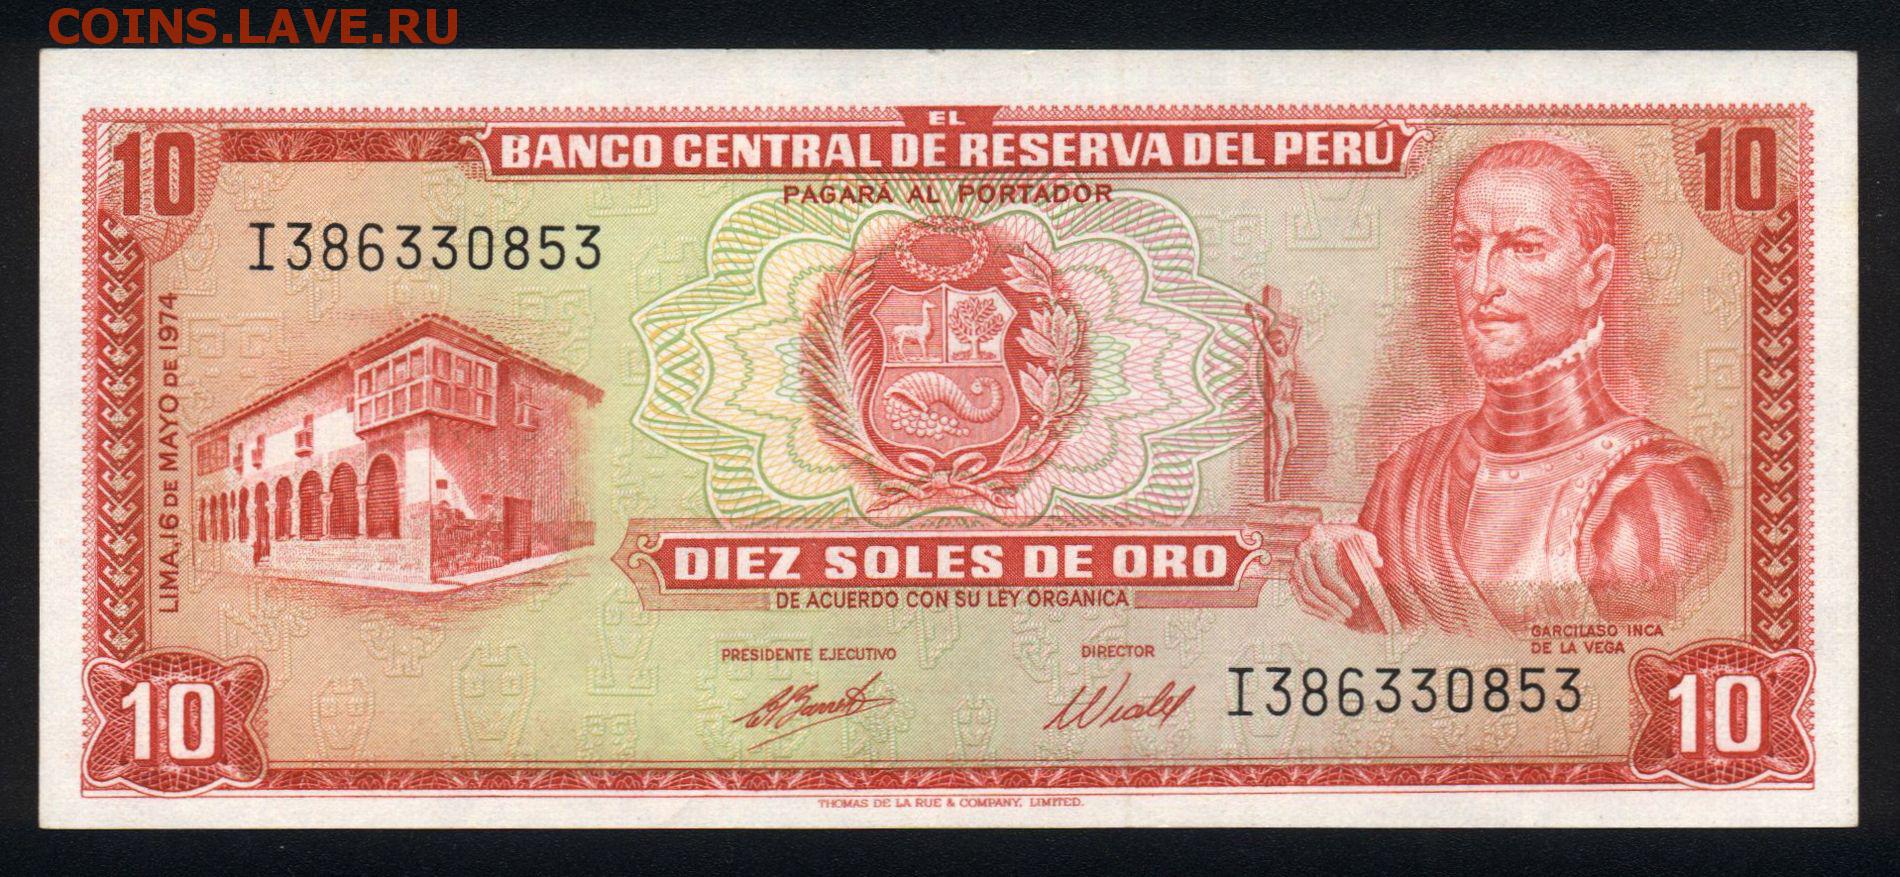 COINS.LAVE.RU
EL
10 BANCO CENTRAL DE RESERVA DEL PERÚ 10
PAGARÁ AL PORTADOR
I386330853
LIMA, 16 DE MAYO DE 1974
DIEZ SOLES DE ORO
DE ACUERDO CON SU LEY ORGANICA
GARCILASO INCA
DE LA VEGA
PRESIDENTE EJECUTIVO DIRECTOR
I386330853
10 10
THOMAS DE LA RUE & COMPANY, LIMITED.